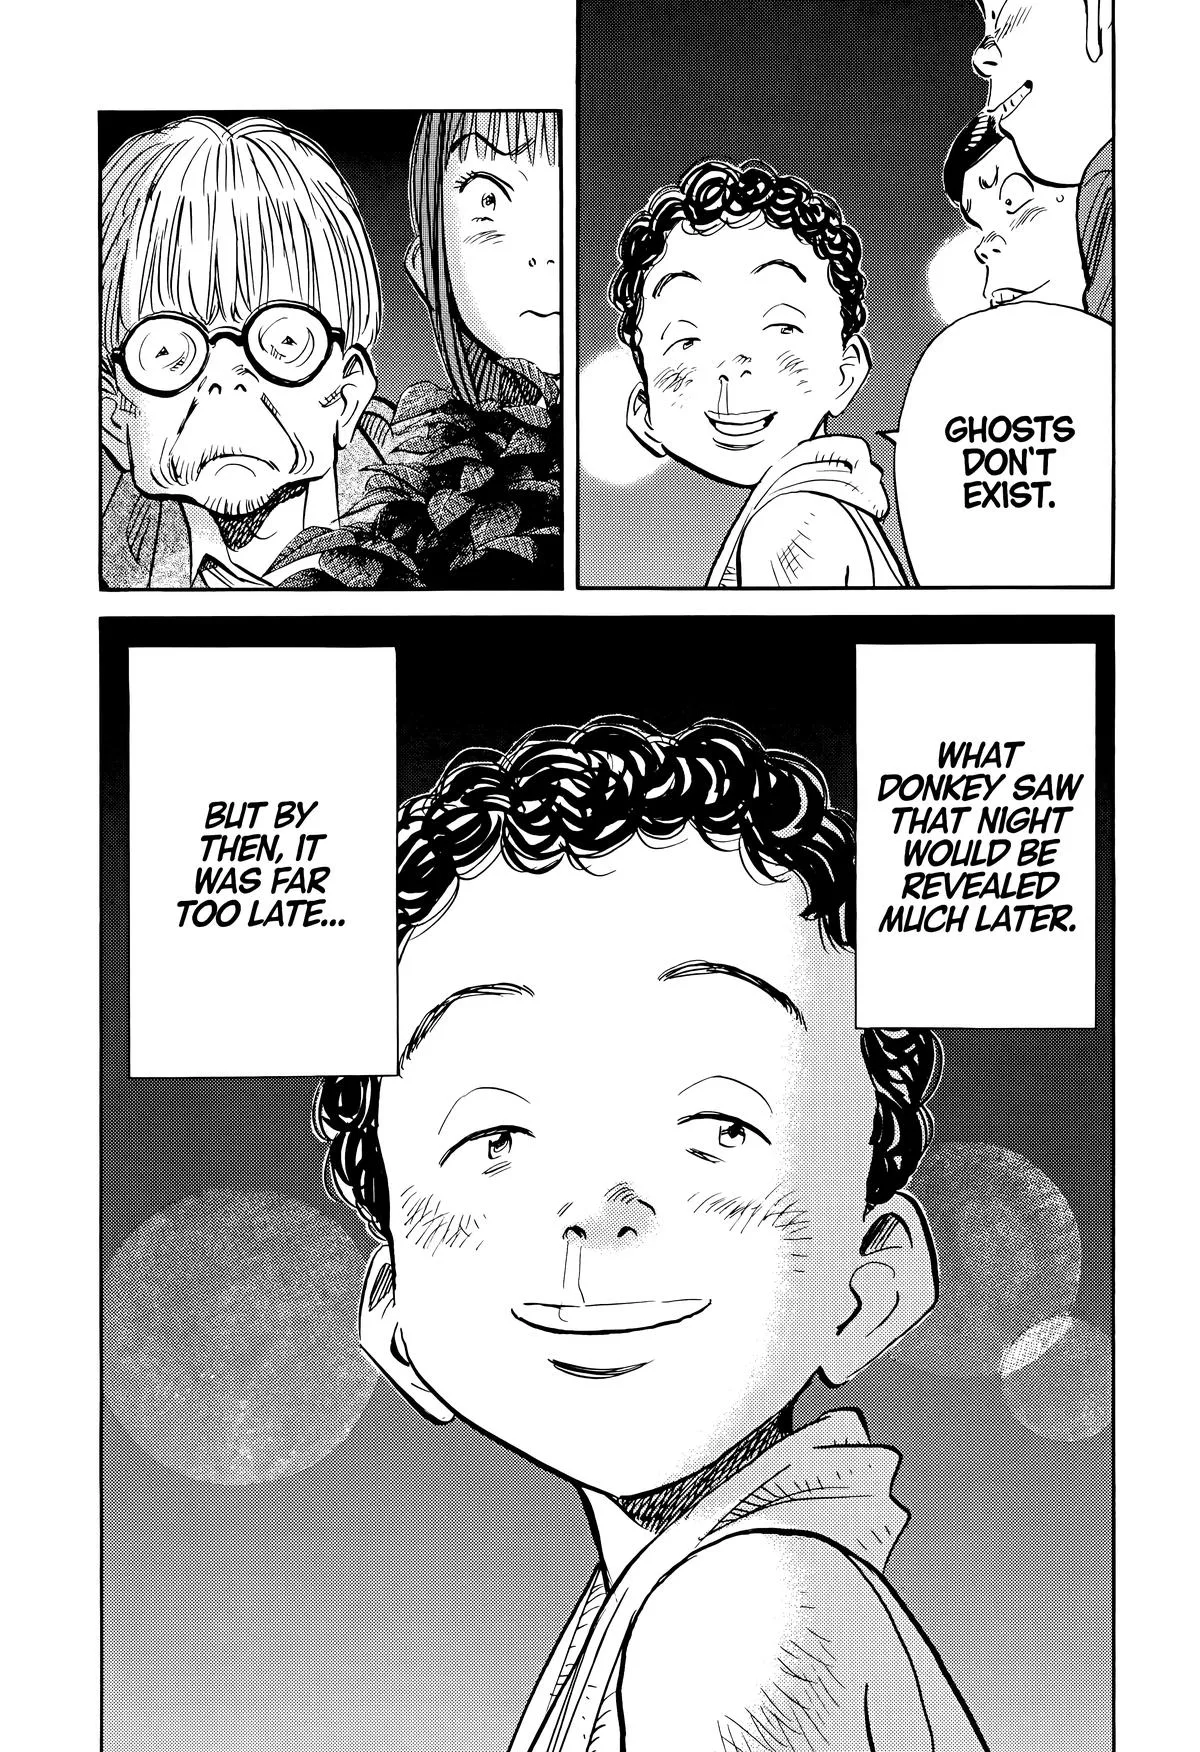 GHOSTS
DON'T
EXIST.
WHAT
DONKEY SAW
THAT NIGHT
WOULD BE
REVEALED
MUCH LATER.
BUT BY
THEN, IT
WAS FAR
TOO LATE...